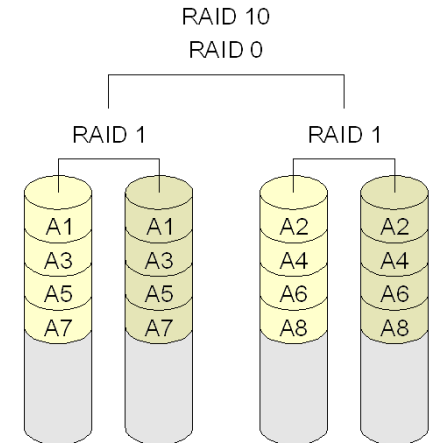 RAID 10
RAID 0
RAID 1 RAID 1
A1 A1 A2 A2
A3 A3 A4 A4
A5 A5 A6 A6
A7 A7 A8 A8